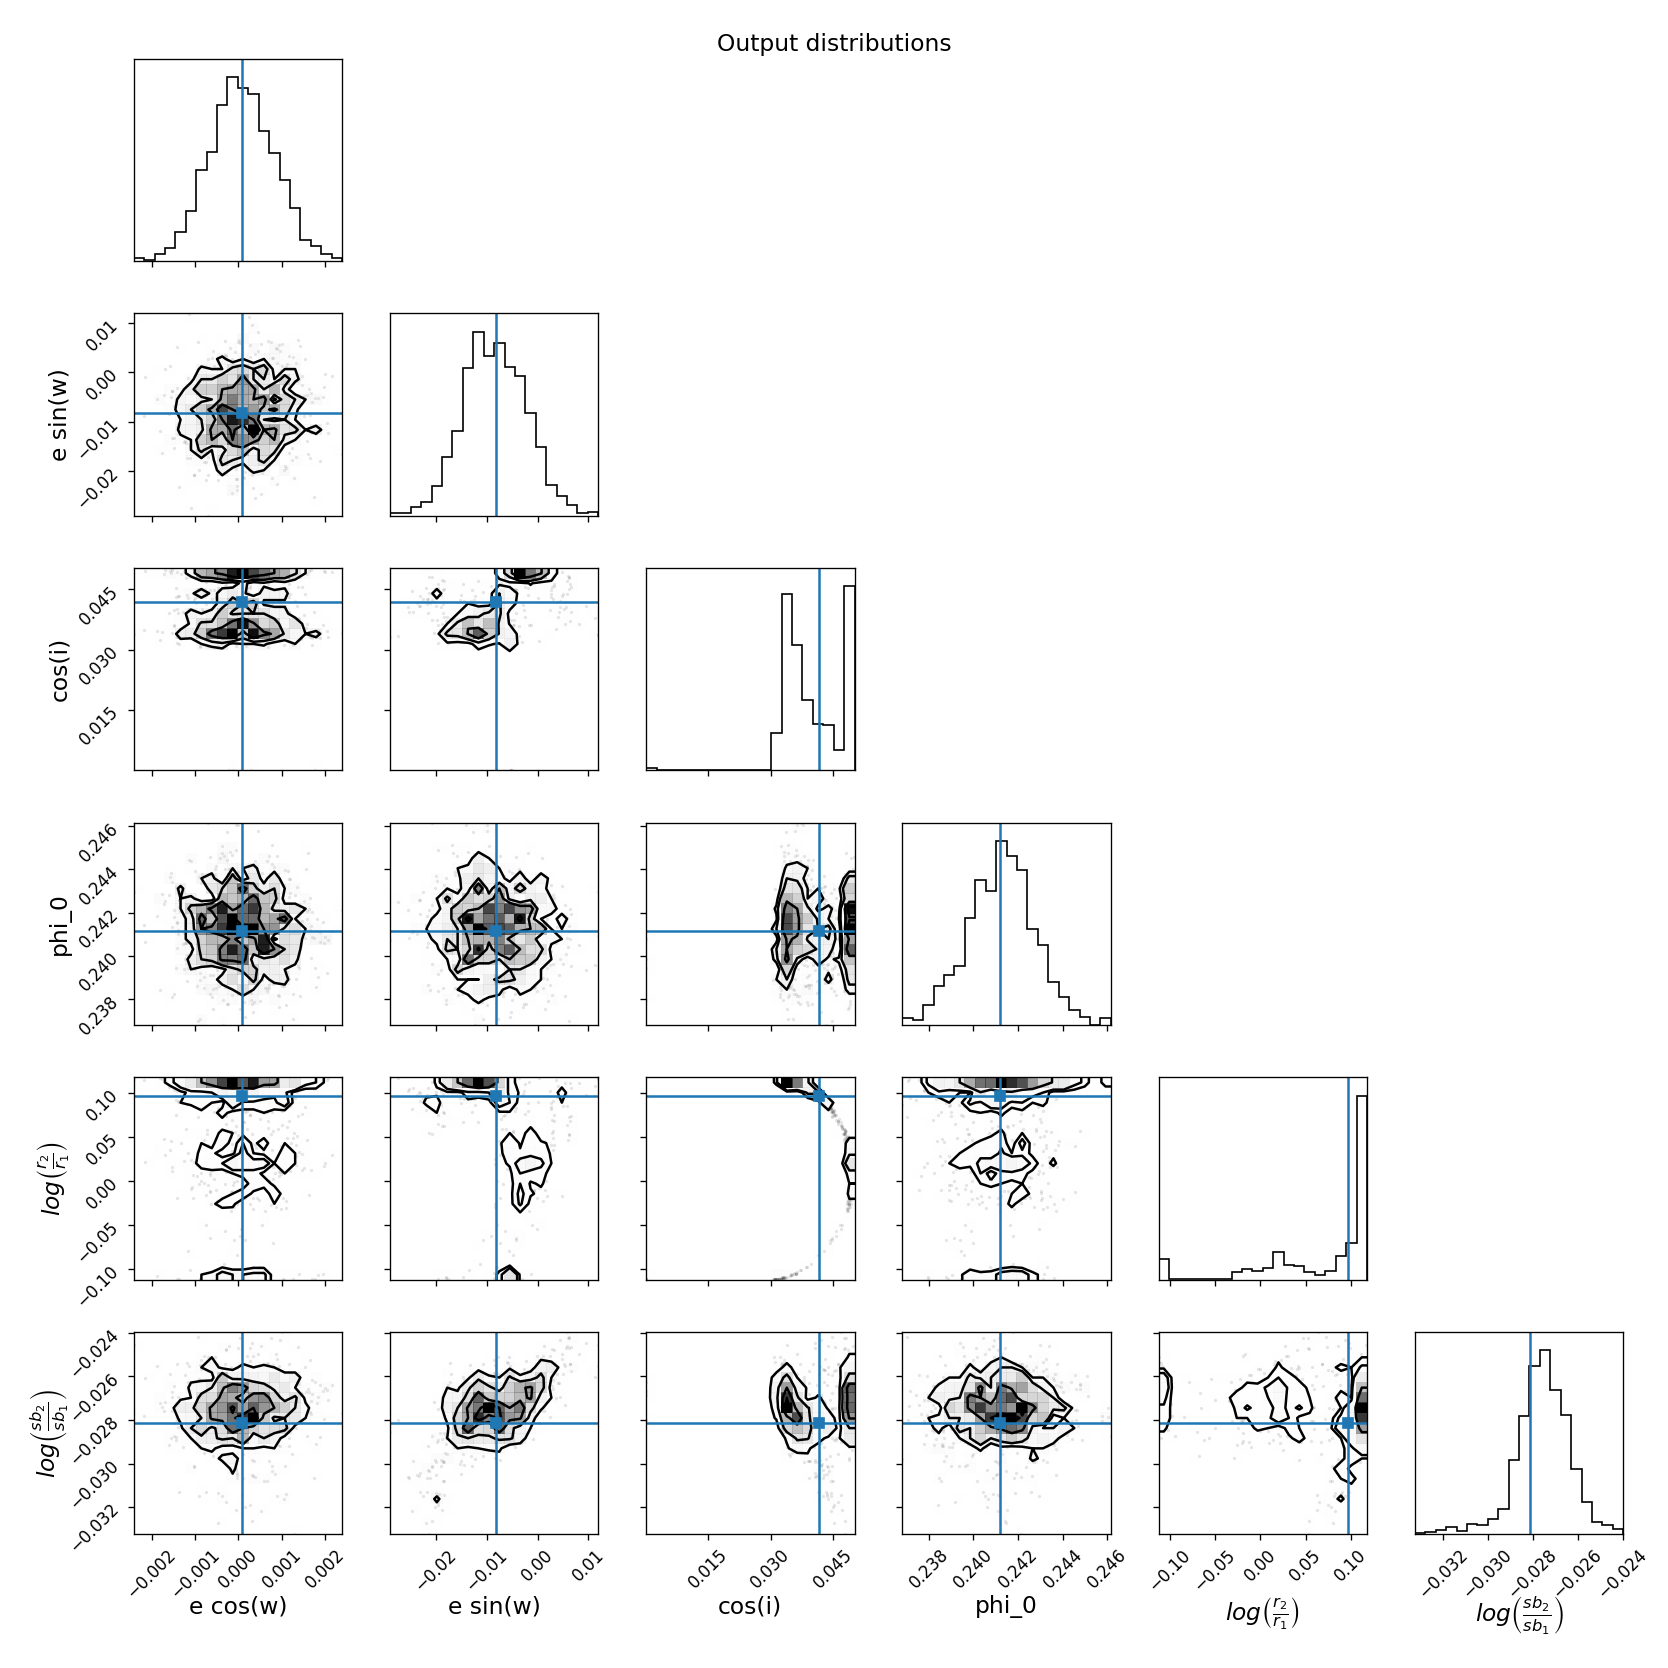 Output distributions
0.01
0.00
−0.01
−0.02
e sin(w)
0.045
0.030
0.015
cos(i)
0.246
0.244
0.242
0.240
0.238
phi_0
0.10
0.05
0.00
−0.05
−0.10
log(r2/r1)
−0.024
−0.026
−0.028
−0.030
−0.032
log(sb2/sb1)
−0.002 −0.001 0.000 0.001 0.002
e cos(w)
−0.02 −0.01 0.00 0.01
e sin(w)
0.015 0.030 0.045
cos(i)
0.238 0.240 0.242 0.244 0.246
phi_0
−0.10 −0.05 0.00 0.05 0.10
log(r2/r1)
−0.032 −0.030 −0.028 −0.026 −0.024
log(sb2/sb1)